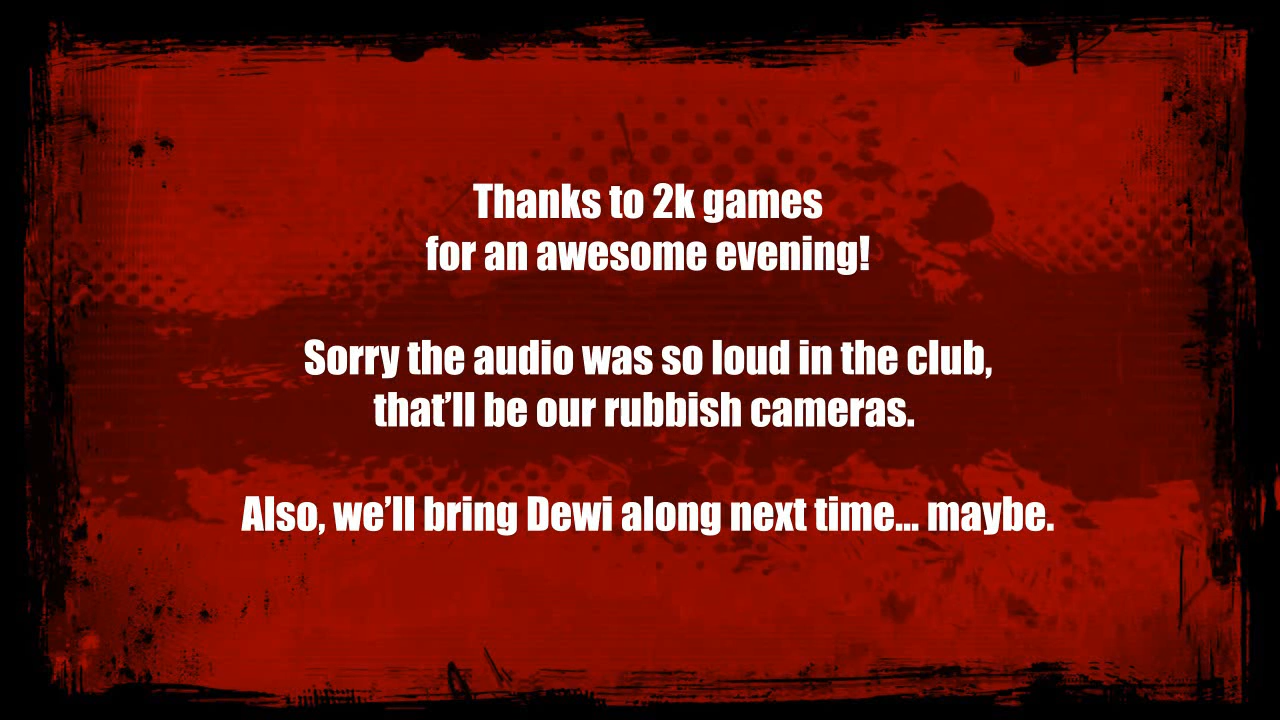 Thanks to 2k games
for an awesome evening!
Sorry the audio was so loud in the club,
that’ll be our rubbish cameras.
Also, we’ll bring Dewi along next time... maybe.